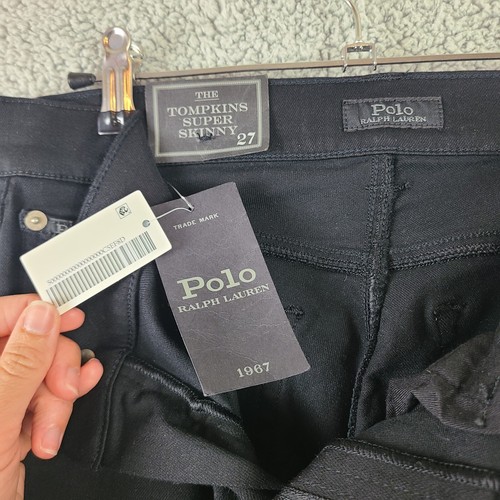 THE
TOMPKINS
SUPER
SKINNY
27
Polo
RALPH LAUREN
TRADE MARK
Polo
RALPH LAUREN
1967